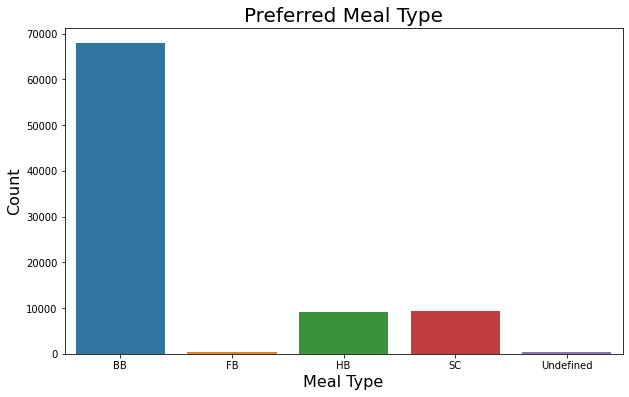 Preferred Meal Type
Count
70000
60000
50000
40000
30000
20000
10000
0
BB FB HB SC Undefined
Meal Type